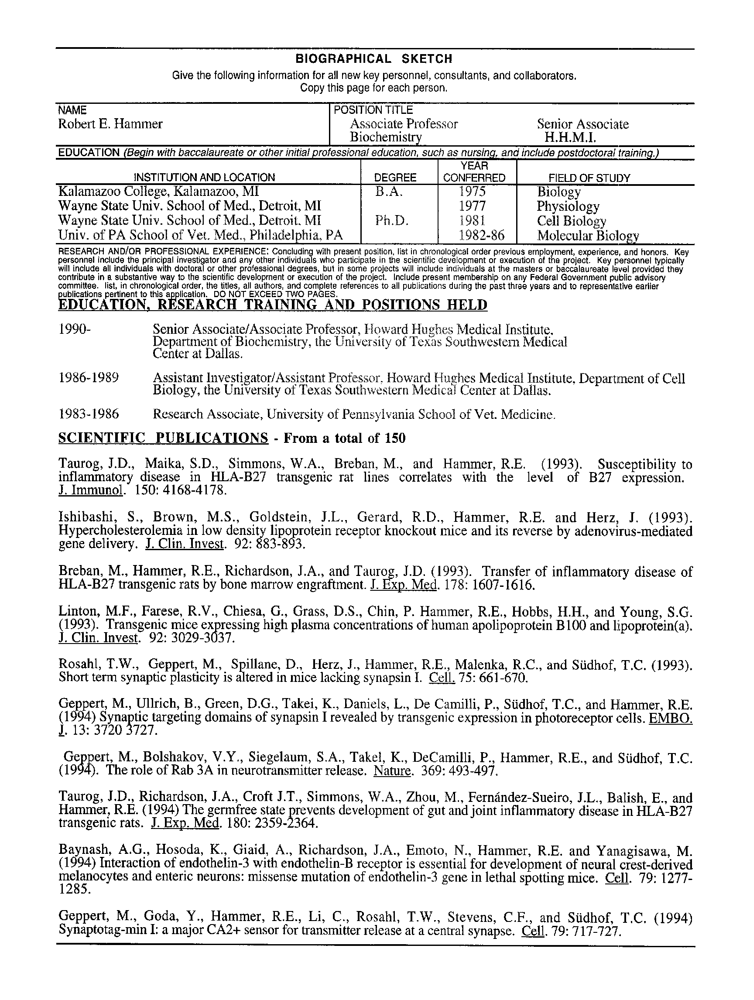 BIOGRAPHICAL SKETCH
Give the following information for all new key personnel, consultants, and collaborators.
Copy this page for each person.
NAME
POSITION TITLE
Robert E. Hammer
Associate Professor
Senior Associate
Biochemistry
H.H.M.I.
EDUCATION (Begin with baccalaureate or other initial professional education, such as nursing, and include postdoctoral training.)
INSTITUTION AND LOCATION
DEGREE
YEAR
CONFERRED
FIELD OF STUDY
Kalamazoo College, Kalamazoo, MI B.A. 1975 Biology
Wayne State Univ. School of Med., Detroit, MI 1977 Physiology
Wayne State Univ. School of Med., Detroit. MI Ph.D. 1981 Cell Biology
Univ. of PA School of Vet. Med., Philadelphia, PA 1982-86 Molecular Biology
RESEARCH AND/OR PROFESSIONAL EXPERIENCE: Concluding with present position, list in chronological order previous employment, experience, and honors. Key
personnel include the principal investigator and any other individuals who participate in the scientific development or execution of the project. Key personnel typically
will include all individuals with doctoral or other professional degrees, but in some projects will include individuals at the masters or baccalaureate level provided they
contribute in a substantive way to the scientific development or execution of the project. Include present membership on any Federal Government public advisory
committee. list, in chronological order, the titles, all authors, and complete references to all publications during the past three years and to representative earlier
publications pertinent to this application. DO NOT EXCEED TWO PAGES.
EDUCATION, RESEARCH TRAINING AND POSITIONS HELD
1990- Senior Associate/Associate Professor, Howard Hughes Medical Institute,
Department of Biochemistry, the University of Texas Southwestern Medical
Center at Dallas.
1986-1989 Assistant Investigator/Assistant Professor, Howard Hughes Medical Institute, Department of Cell
Biology, the University of Texas Southwestern Medical Center at Dallas.
1983-1986 Research Associate, University of Pennsylvania School of Vet. Medicine.
SCIENTIFIC PUBLICATIONS - From a total of 150
Taurog, J.D., Maika, S.D., Simmons, W.A., Breban, M., and Hammer, R.E. (1993). Susceptibility to
inflammatory disease in HLA-B27 transgenic rat lines correlates with the level of B27 expression.
J. Immunol. 150: 4168-4178.
Ishibashi, S., Brown, M.S., Goldstein, J.L., Gerard, R.D., Hammer, R.E. and Herz, J. (1993).
Hypercholesterolemia in low density lipoprotein receptor knockout mice and its reverse by adenovirus-mediated
gene delivery. J. Clin. Invest. 92: 883-893.
Breban, M., Hammer, R.E., Richardson, J.A., and Taurog, J.D. (1993). Transfer of inflammatory disease of
HLA-B27 transgenic rats by bone marrow engraftment. J. Exp. Med. 178: 1607-1616.
Linton, M.F., Farese, R.V., Chiesa, G., Grass, D.S., Chin, P. Hammer, R.E., Hobbs, H.H., and Young, S.G.
(1993). Transgenic mice expressing high plasma concentrations of human apolipoprotein B100 and lipoprotein(a).
J. Clin. Invest. 92: 3029-3037.
Rosahl, T.W., Geppert, M., Spillane, D., Herz, J., Hammer, R.E., Malenka, R.C., and Südhof, T.C. (1993).
Short term synaptic plasticity is altered in mice lacking synapsin I. Cell. 75: 661-670.
Geppert, M., Ullrich, B., Green, D.G., Takei, K., Daniels, L., De Camilli, P., Südhof, T.C., and Hammer, R.E.
(1994) Synaptic targeting domains of synapsin I revealed by transgenic expression in photoreceptor cells. EMBO.
J. 13: 3720 3727.
Geppert, M., Bolshakov, V.Y., Siegelaum, S.A., Takel, K., DeCamilli, P., Hammer, R.E., and Südhof, T.C.
(1994). The role of Rab 3A in neurotransmitter release. Nature. 369: 493-497.
Taurog, J.D., Richardson, J.A., Croft J.T., Simmons, W.A., Zhou, M., Fernández-Sueiro, J.L., Balish, E., and
Hammer, R.E. (1994) The germfree state prevents development of gut and joint inflammatory disease in HLA-B27
transgenic rats. J. Exp. Med. 180: 2359-2364.
Baynash, A.G., Hosoda, K., Giaid, A., Richardson, J.A., Emoto, N., Hammer, R.E. and Yanagisawa, M.
(1994) Interaction of endothelin-3 with endothelin-B receptor is essential for development of neural crest-derived
melanocytes and enteric neurons: missense mutation of endothelin-3 gene in lethal spotting mice. Cell. 79: 1277-
1285.
Geppert, M., Goda, Y., Hammer, R.E., Li, C., Rosahl, T.W., Stevens, C.F., and Südhof, T.C. (1994)
Synaptotag-min I: a major CA2+ sensor for transmitter release at a central synapse. Cell. 79: 717-727.